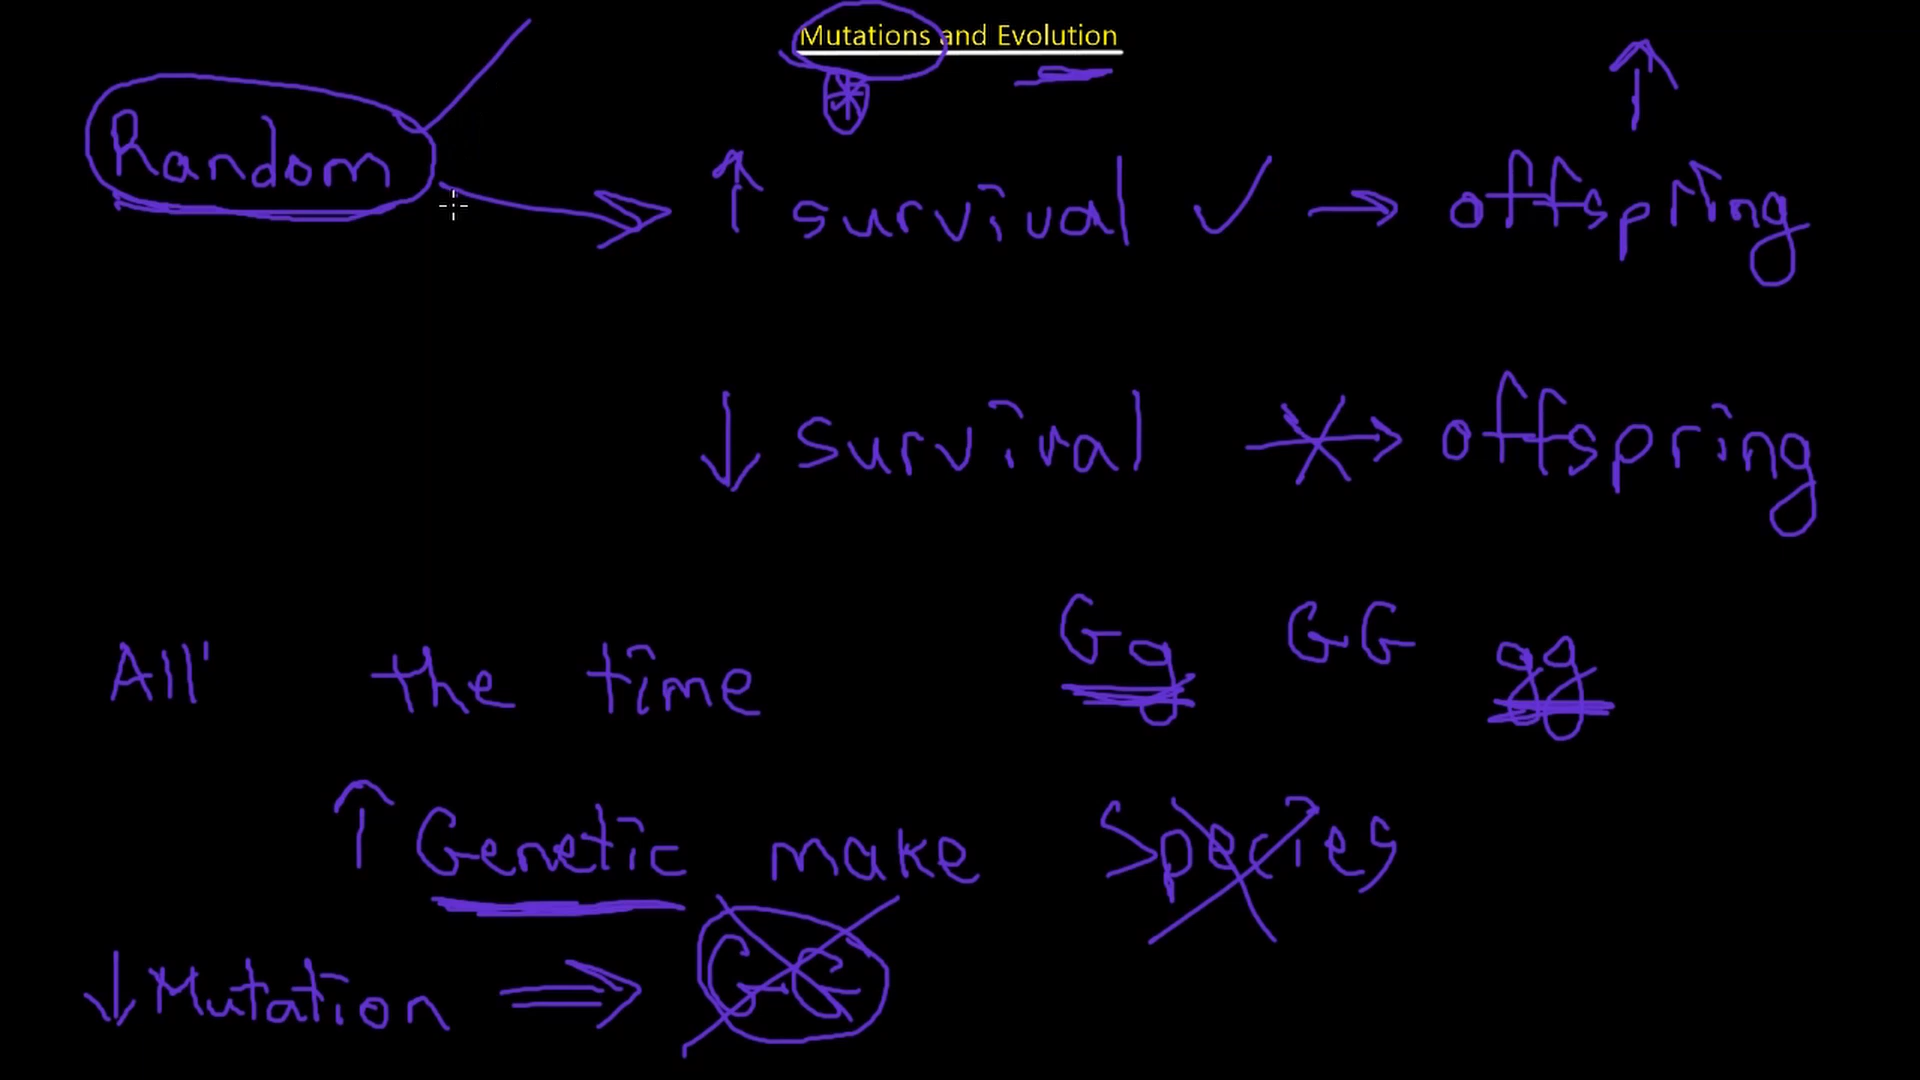 Mutations and Evolution
Random
↑ survival ✓ → offspring
↓ survival → offspring
All the time
Gg GG gg
↑ Genetic make Species
↓ Mutation ⇒ GG